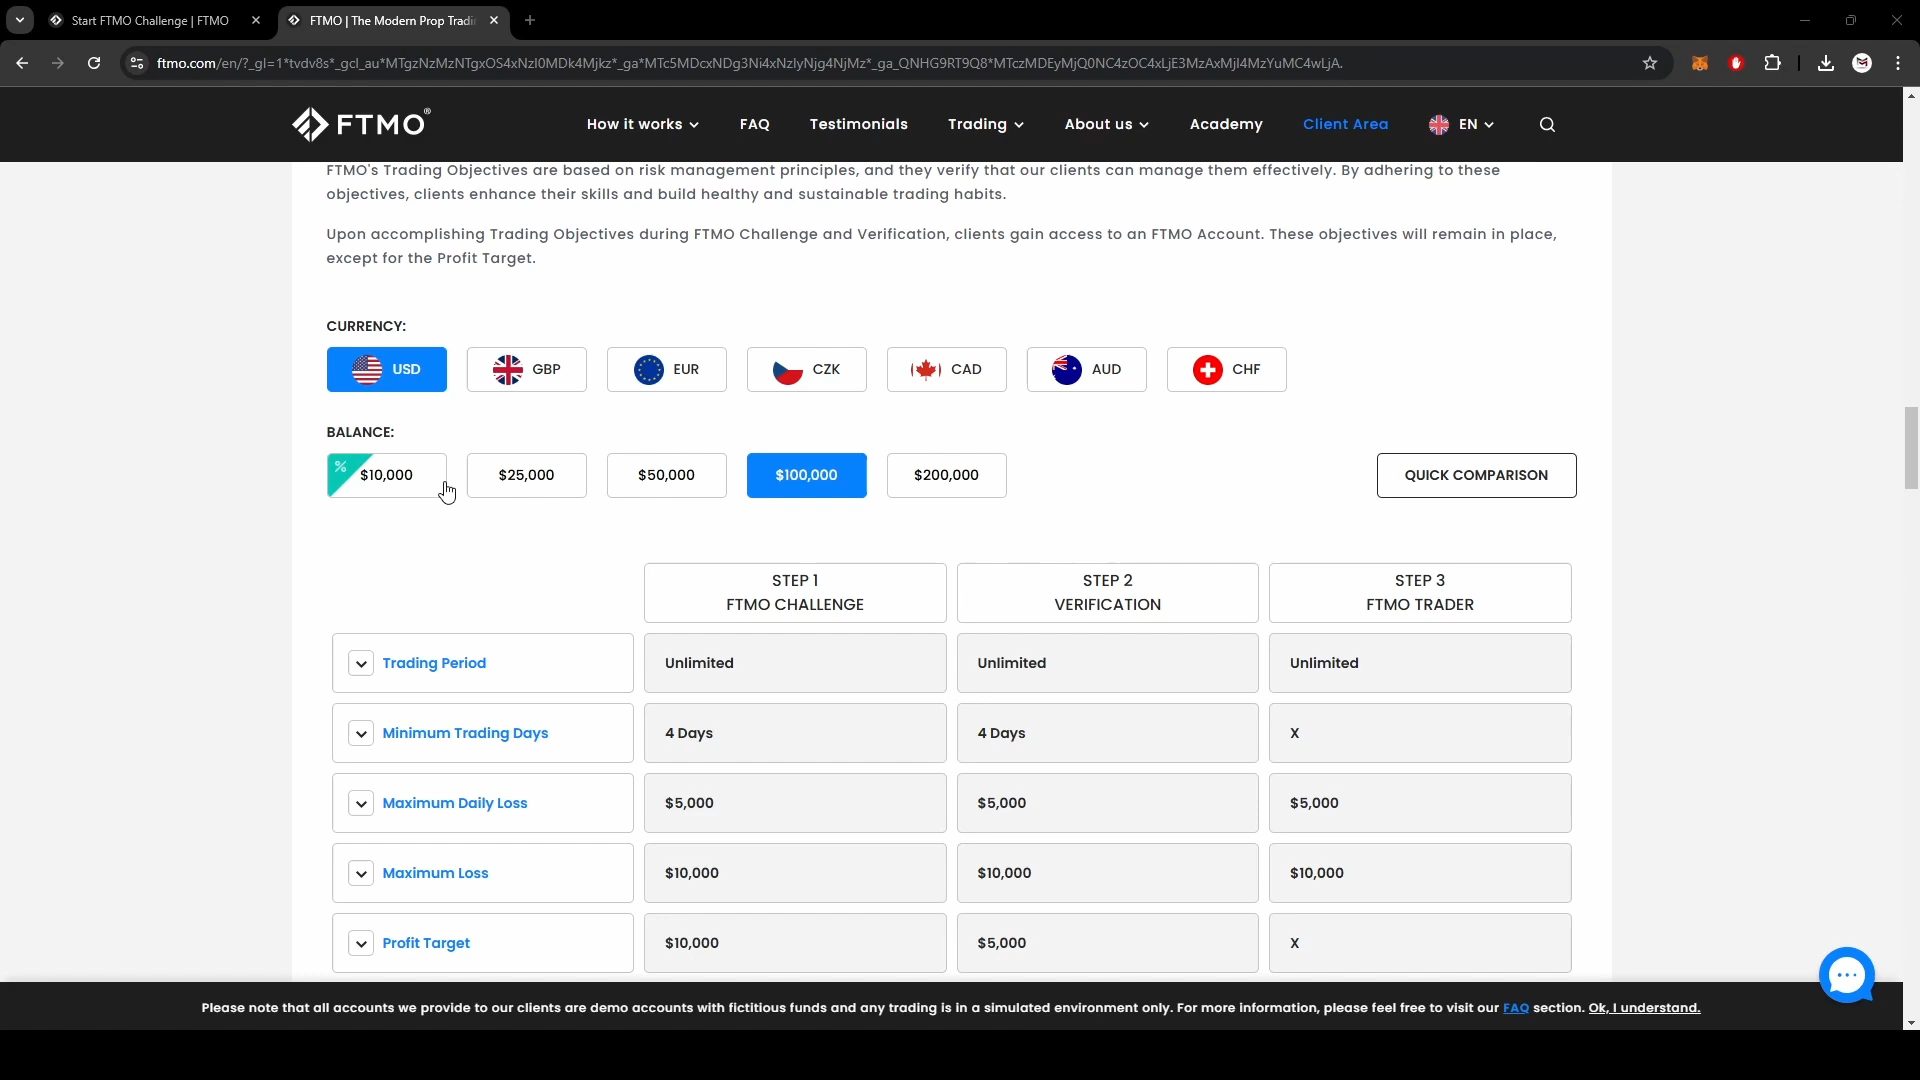 Start FTMO Challenge | FTMO
FTMO | The Modern Prop Tradi
ftmo.com/en/?_gl=1*tvdv8s*_gcl_au*MTgzNzMzNTgxOS4xNzI0MDk4Mjkz*_ga*MTc5MDcxNDg3Ni4xNzIyNjg4NjMz*_ga_QNHG9RT9Q8*MTczMDEyMjQ0NC4zOC4xLjE3MzAxMjI4MzYuMC4wLjA.
FTMO®
How it works
FAQ
Testimonials
Trading
About us
Academy
Client Area
EN
FTMO's Trading Objectives are based on risk management principles, and they verify that our clients can manage them effectively. By adhering to these
objectives, clients enhance their skills and build healthy and sustainable trading habits.
Upon accomplishing Trading Objectives during FTMO Challenge and Verification, clients gain access to an FTMO Account. These objectives will remain in place,
except for the Profit Target.
CURRENCY:
USD
GBP
EUR
CZK
CAD
AUD
CHF
BALANCE:
% $10,000
$25,000
$50,000
$100,000
$200,000
QUICK COMPARISON
STEP 1
FTMO CHALLENGE
STEP 2
VERIFICATION
STEP 3
FTMO TRADER
Trading Period
Unlimited
Unlimited
Unlimited
Minimum Trading Days
4 Days
4 Days
X
Maximum Daily Loss
$5,000
$5,000
$5,000
Maximum Loss
$10,000
$10,000
$10,000
Profit Target
$10,000
$5,000
X
Please note that all accounts we provide to our clients are demo accounts with fictitious funds and any trading is in a simulated environment only. For more information, please feel free to visit our FAQ section. Ok, I understand.